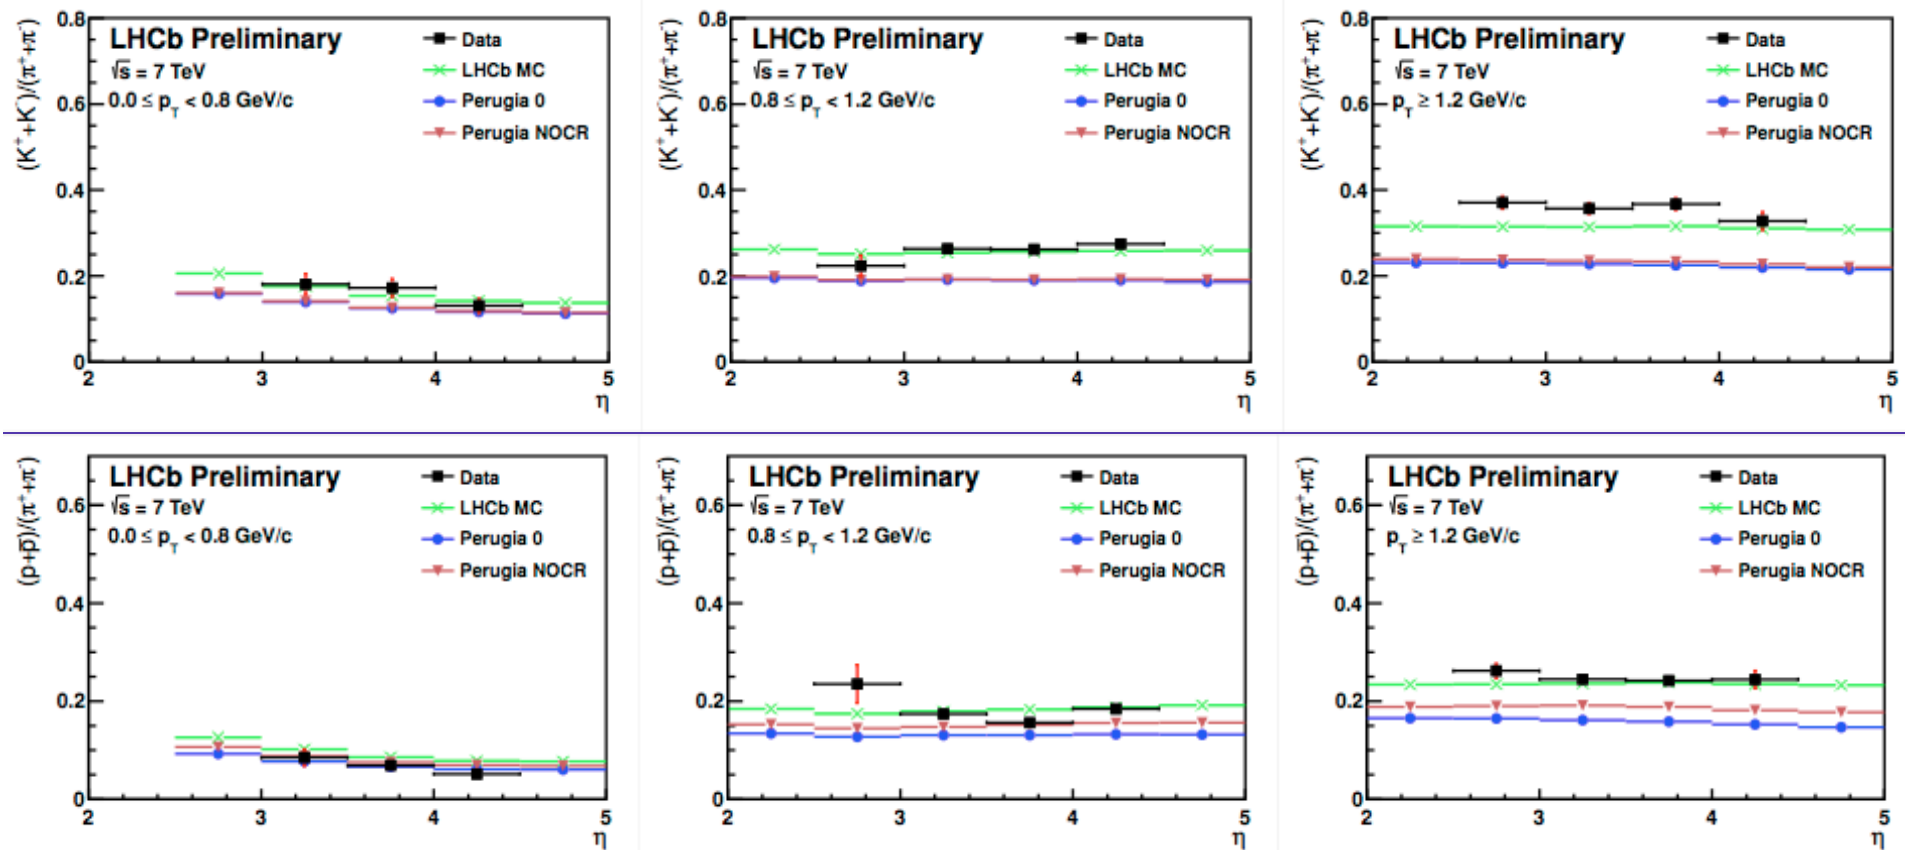 (K⁺+K⁻)/(π⁺+π⁻)
0.8
0.6
0.4
0.2
0
LHCb Preliminary
√s = 7 TeV
0.0 ≤ p_T < 0.8 GeV/c
Data
LHCb MC
Perugia 0
Perugia NOCR
2 3 4 5
η
(K⁺+K⁻)/(π⁺+π⁻)
0.8
0.6
0.4
0.2
0
LHCb Preliminary
√s = 7 TeV
0.8 ≤ p_T < 1.2 GeV/c
Data
LHCb MC
Perugia 0
Perugia NOCR
2 3 4 5
η
(K⁺+K⁻)/(π⁺+π⁻)
0.8
0.6
0.4
0.2
0
LHCb Preliminary
√s = 7 TeV
p_T ≥ 1.2 GeV/c
Data
LHCb MC
Perugia 0
Perugia NOCR
2 3 4 5
η
(p+p̄)/(π⁺+π⁻)
0.6
0.4
0.2
0
LHCb Preliminary
√s = 7 TeV
0.0 ≤ p_T < 0.8 GeV/c
Data
LHCb MC
Perugia 0
Perugia NOCR
2 3 4 5
η
(p+p̄)/(π⁺+π⁻)
0.6
0.4
0.2
0
LHCb Preliminary
√s = 7 TeV
0.8 ≤ p_T < 1.2 GeV/c
Data
LHCb MC
Perugia 0
Perugia NOCR
2 3 4 5
η
(p+p̄)/(π⁺+π⁻)
0.6
0.4
0.2
0
LHCb Preliminary
√s = 7 TeV
p_T ≥ 1.2 GeV/c
Data
LHCb MC
Perugia 0
Perugia NOCR
2 3 4 5
η